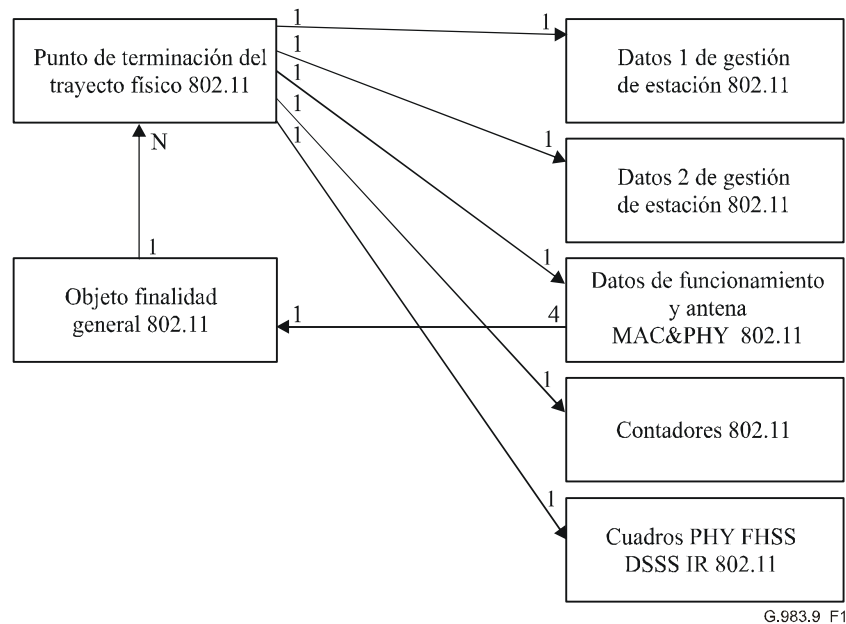 Punto de terminación del
trayecto físico 802.11
1
1
1
1
1
1
Datos 1 de gestión
de estación 802.11
1
Datos 2 de gestión
de estación 802.11
N
1
Objeto finalidad
general 802.11
1
1
4
Datos de funcionamiento
y antena
MAC&PHY 802.11
1
Contadores 802.11
1
Cuadros PHY FHSS
DSSS IR 802.11
G.983.9_F1